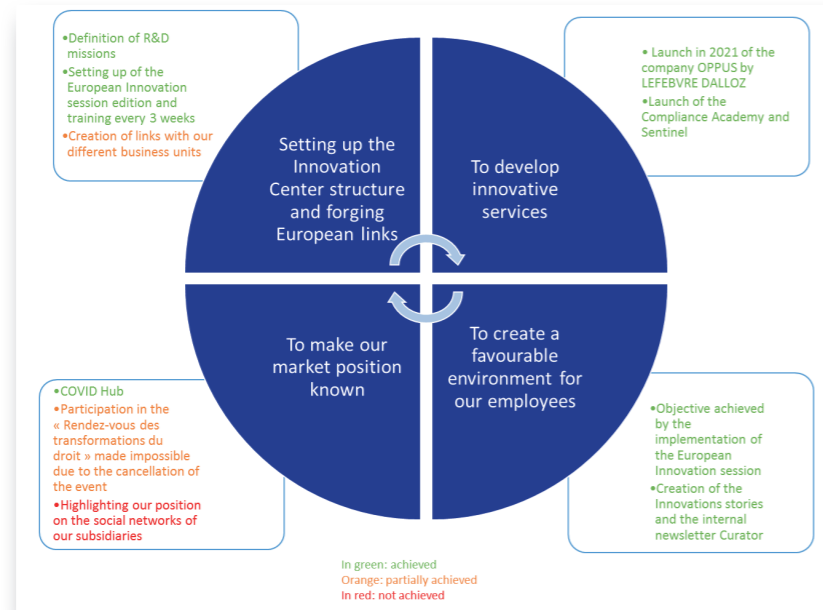 •Definition of R&D
missions
•Setting up of the
European Innovation
session edition and
training every 3 weeks
•Creation of links with our
different business units
• Launch in 2021 of the
company OPPUS by
LEFEBVRE DALLOZ
•Launch of the
Compliance Academy and
Sentinel
Setting up the
Innovation
Center structure
and forging
European links
To develop
innovative
services
To make our
market position
known
To create a
favourable
environment for
our employees
•COVID Hub
•Participation in the
« Rendez-vous des
transformations du
droit » made impossible
due to the cancellation of
the event
•Highlighting our position
on the social networks of
our subsidiaries
•Objective achieved
by the
implementation of
the European
Innovation session
•Creation of the
Innovations stories
and the internal
newsletter Curator
In green: achieved
Orange: partially achieved
In red: not achieved